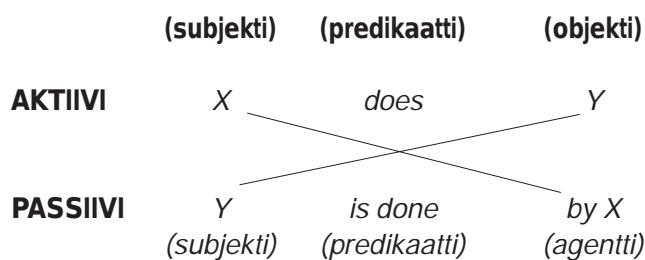 (subjekti) (predikaatti) (objekti)
AKTIIVI X does Y
PASSIIVI Y is done by X
(subjekti) (predikaatti) (agentti)